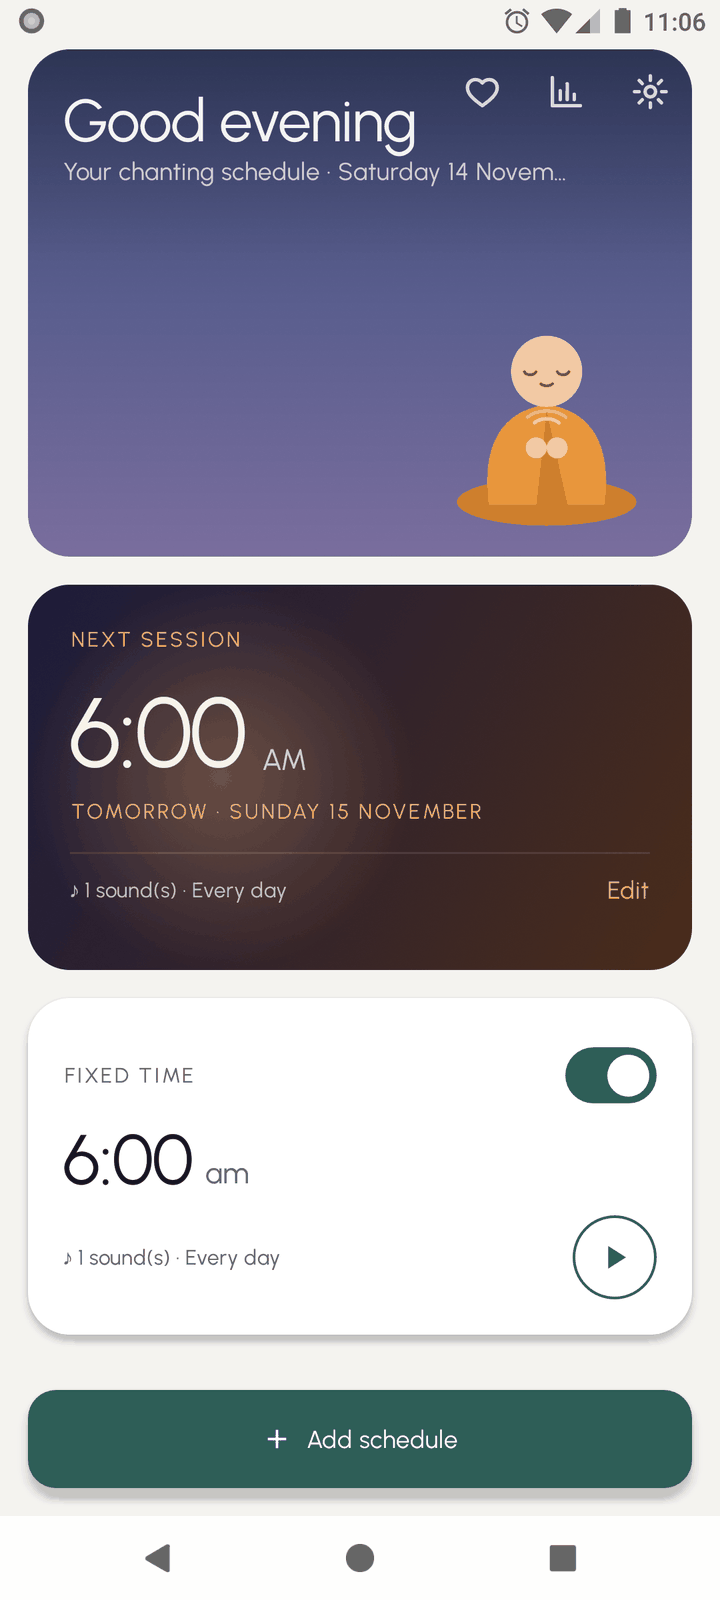 11:06
Good evening
Your chanting schedule · Saturday 14 Novem...
NEXT SESSION
6:00 AM
TOMORROW · SUNDAY 15 NOVEMBER
♪ 1 sound(s) · Every day
Edit
FIXED TIME
6:00 am
♪ 1 sound(s) · Every day
+ Add schedule